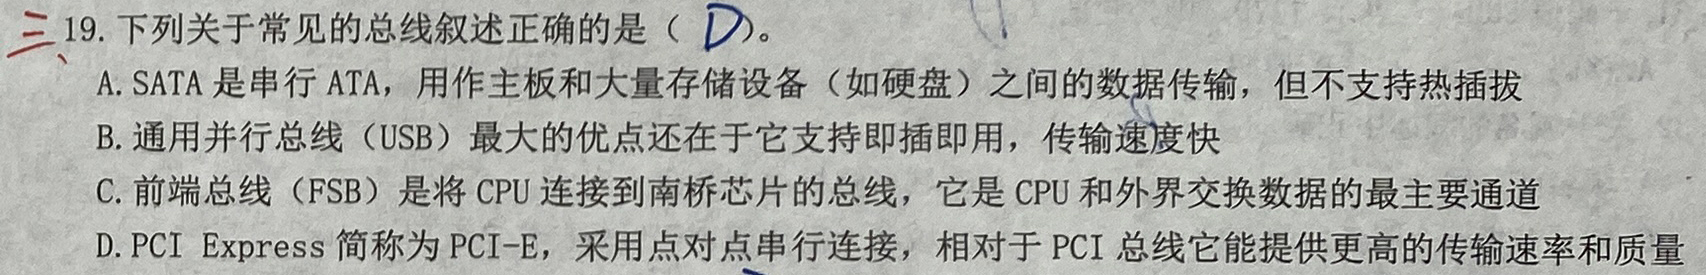 三、19. 下列关于常见的总线叙述正确的是（ D ）。
A. SATA 是串行 ATA，用作主板和大量存储设备（如硬盘）之间的数据传输，但不支持热插拔
B. 通用并行总线（USB）最大的优点还在于它支持即插即用，传输速度快
C. 前端总线（FSB）是将 CPU 连接到南桥芯片的总线，它是 CPU 和外界交换数据的最主要通道
D. PCI Express 简称为 PCI-E，采用点对点串行连接，相对于 PCI 总线它能提供更高的传输速率和质量